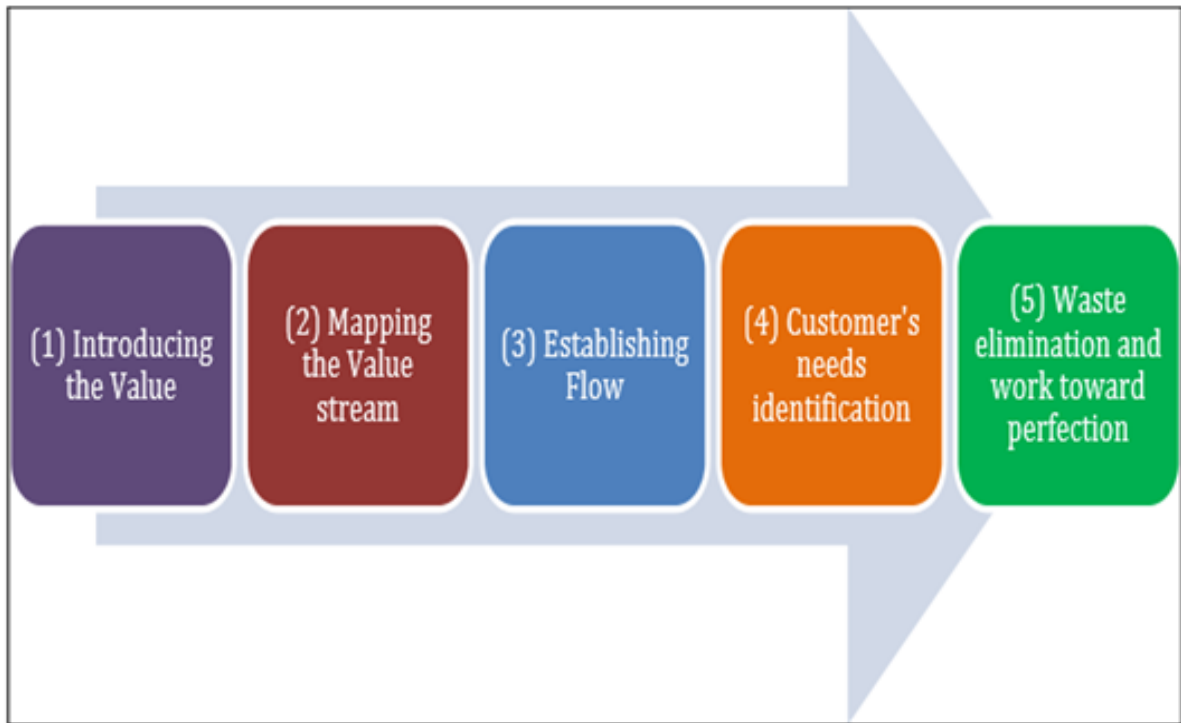 (1) Introducing
the Value
(2) Mapping
the Value
stream
(3) Establishing
Flow
(4) Customer's
needs
identification
(5) Waste
elimination and
work toward
perfection